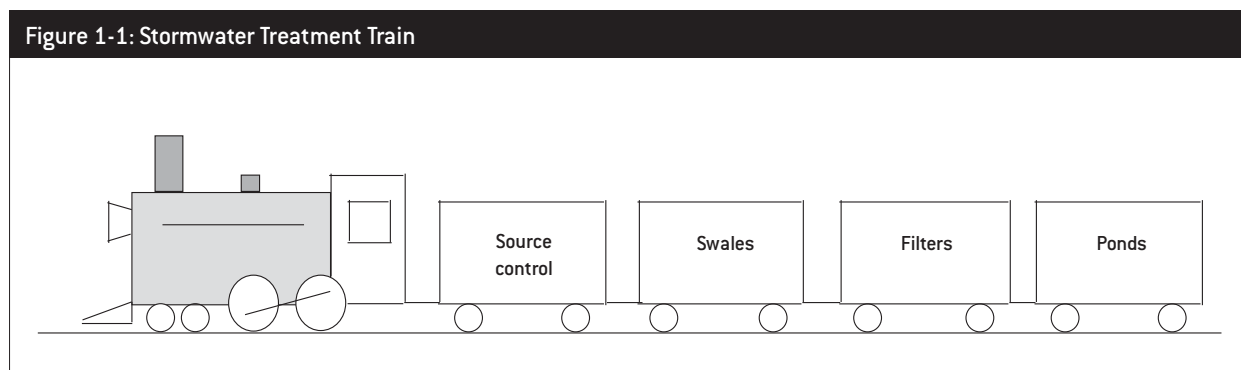 Figure 1-1: Stormwater Treatment Train
Source
control
Swales
Filters
Ponds